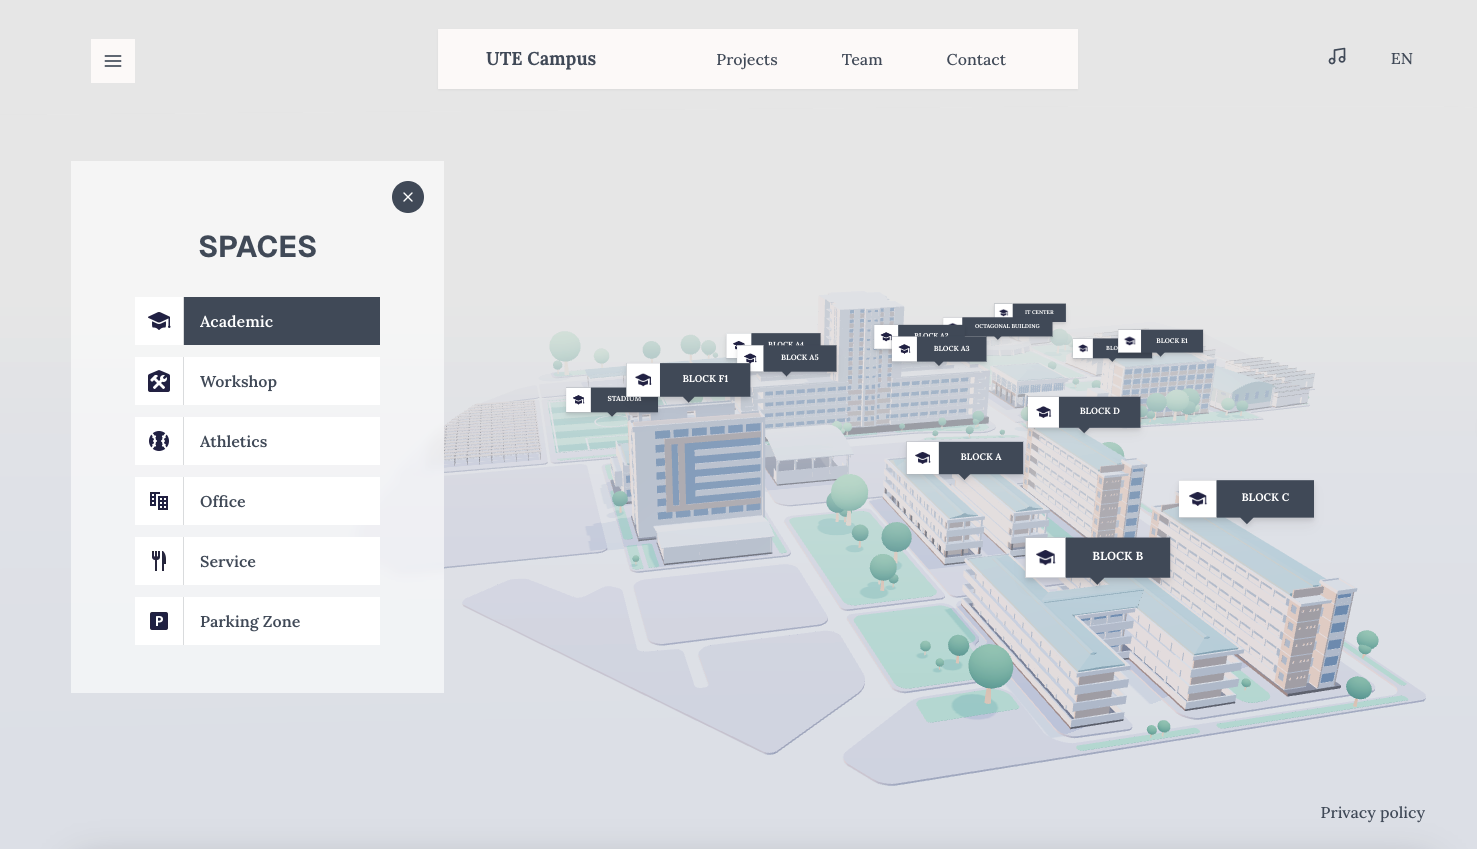 UTE Campus
Projects
Team
Contact
EN
SPACES
Academic
Workshop
Athletics
Office
Service
Parking Zone
IT CENTER
OCTAGONAL BUILDING
BLOCK A2
BLOCK A3
BLOCK A4
BLOCK A5
BLOCK E1
BLOCK F1
STADIUM
BLOCK D
BLOCK A
BLOCK C
BLOCK B
Privacy policy